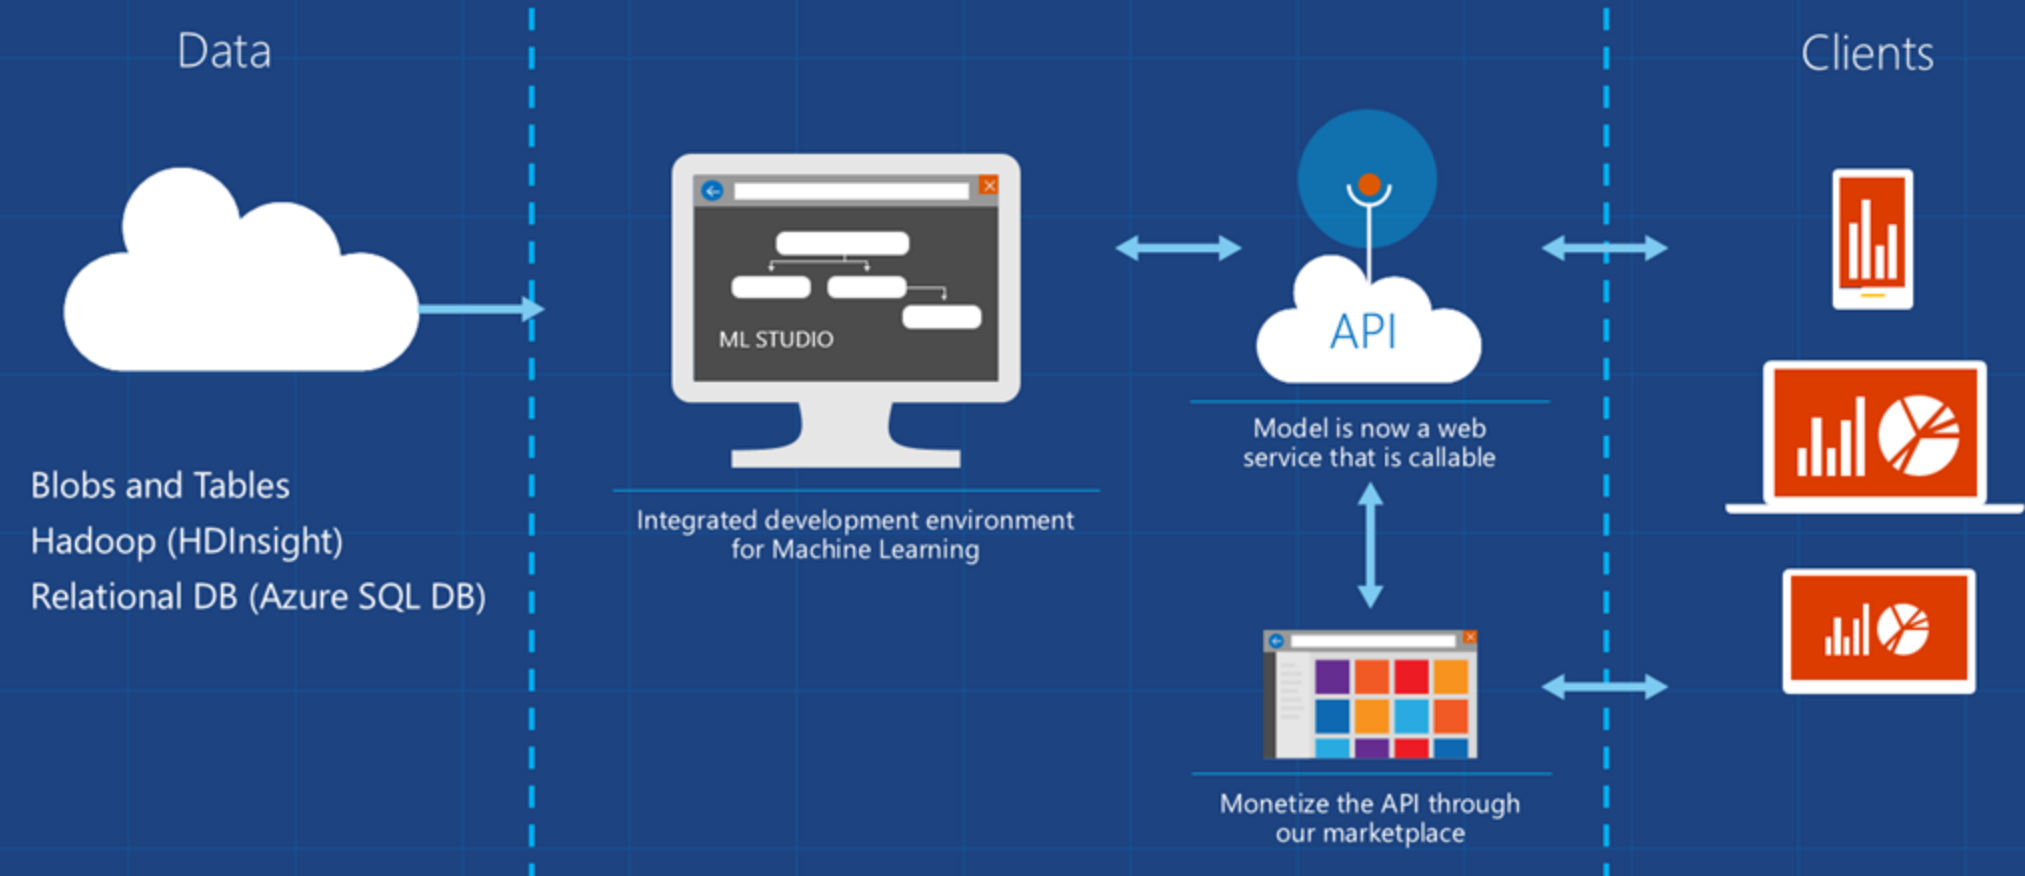 Data
Blobs and Tables
Hadoop (HDInsight)
Relational DB (Azure SQL DB)
ML STUDIO
Integrated development environment
for Machine Learning
API
Model is now a web
service that is callable
Monetize the API through
our marketplace
Clients